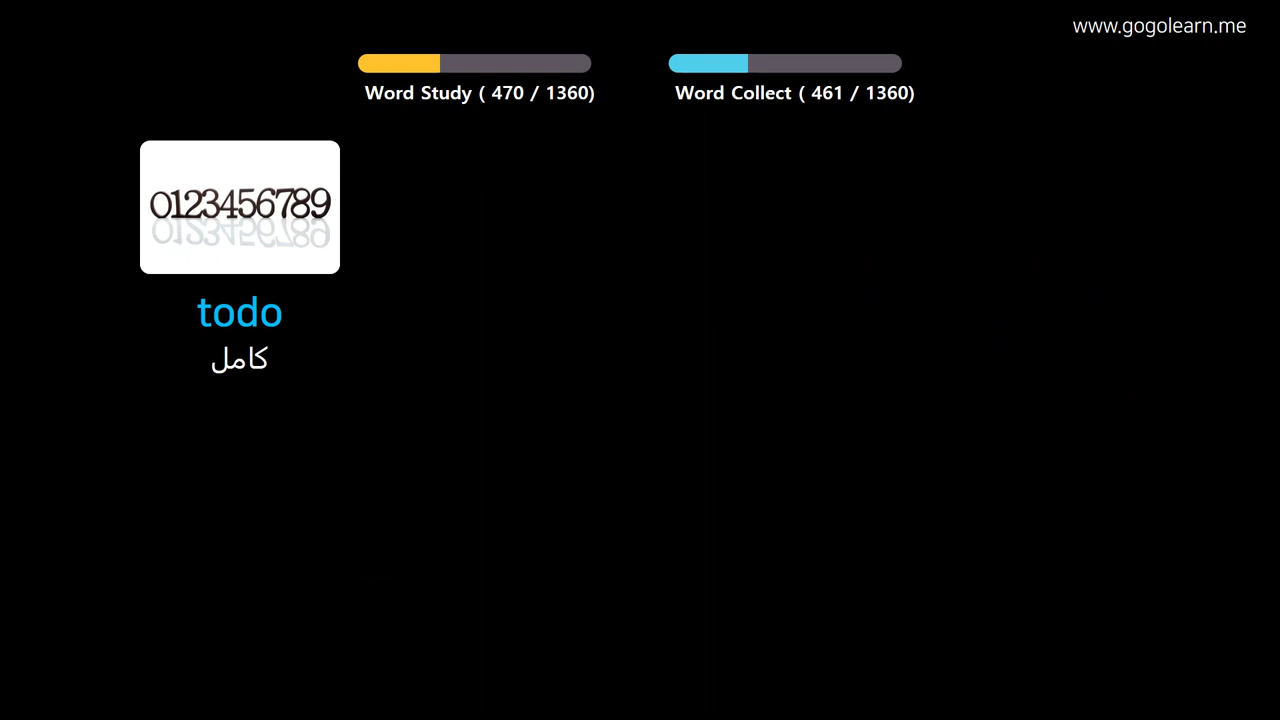 www.gogolearn.me
Word Study ( 470 / 1360)
Word Collect ( 461 / 1360)
0123456789
todo
كامل